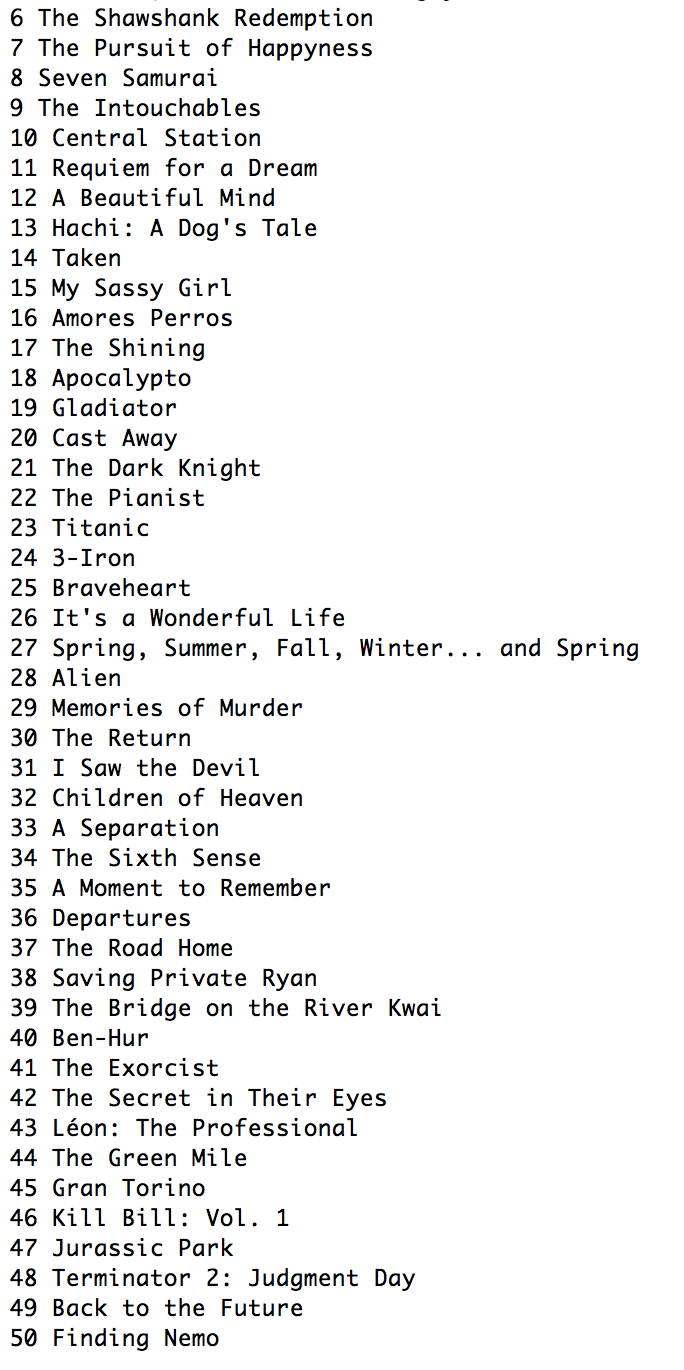 6 The Shawshank Redemption
7 The Pursuit of Happyness
8 Seven Samurai
9 The Intouchables
10 Central Station
11 Requiem for a Dream
12 A Beautiful Mind
13 Hachi: A Dog's Tale
14 Taken
15 My Sassy Girl
16 Amores Perros
17 The Shining
18 Apocalypto
19 Gladiator
20 Cast Away
21 The Dark Knight
22 The Pianist
23 Titanic
24 3-Iron
25 Braveheart
26 It's a Wonderful Life
27 Spring, Summer, Fall, Winter... and Spring
28 Alien
29 Memories of Murder
30 The Return
31 I Saw the Devil
32 Children of Heaven
33 A Separation
34 The Sixth Sense
35 A Moment to Remember
36 Departures
37 The Road Home
38 Saving Private Ryan
39 The Bridge on the River Kwai
40 Ben-Hur
41 The Exorcist
42 The Secret in Their Eyes
43 Léon: The Professional
44 The Green Mile
45 Gran Torino
46 Kill Bill: Vol. 1
47 Jurassic Park
48 Terminator 2: Judgment Day
49 Back to the Future
50 Finding Nemo